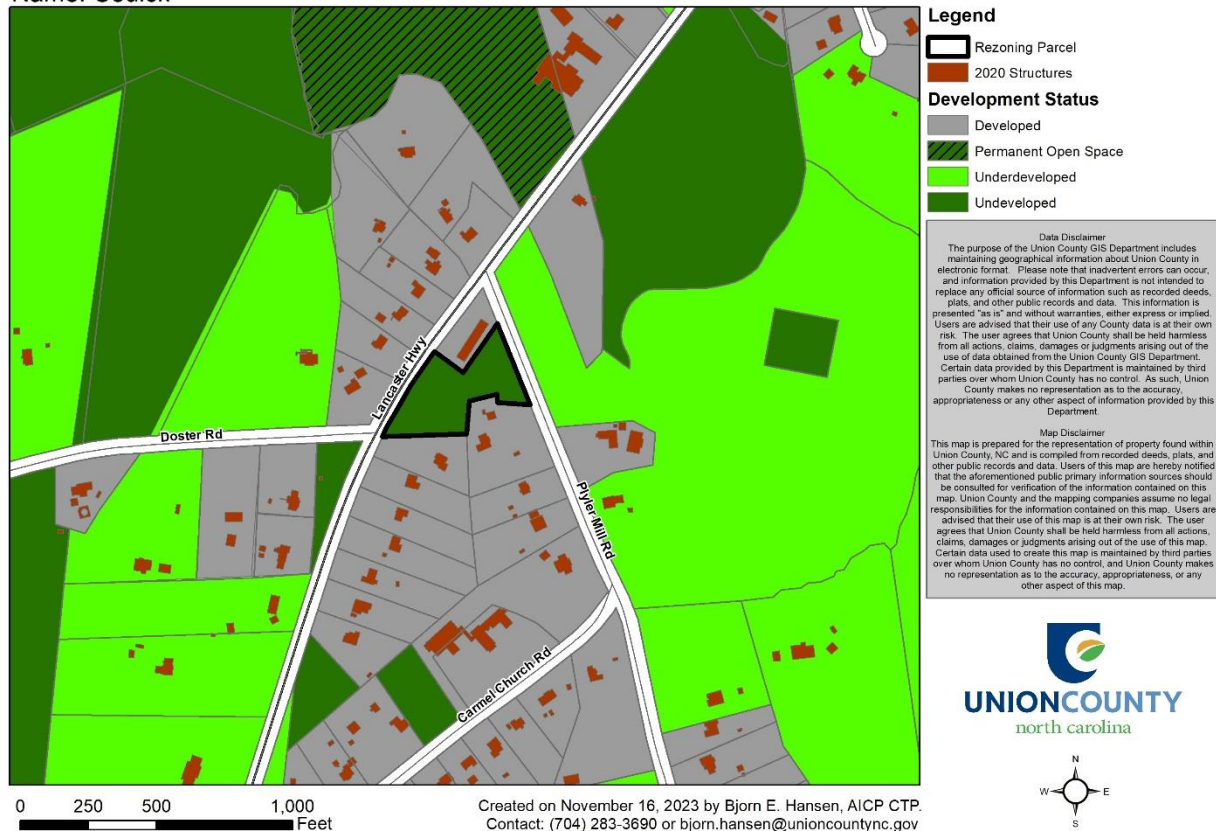 Legend
Rezoning Parcel
2020 Structures
Development Status
Developed
Permanent Open Space
Underdeveloped
Undeveloped
Data Disclaimer
The purpose of the Union County GIS Department includes
maintaining geographical information about Union County in
electronic format. Please note that inadvertent errors can occur,
and information provided by this Department is not intended to
replace any official source of information such as recorded deeds,
plats, and other public records and data. This information is
presented "as is" and without warranties, either express or implied.
Users are advised that their use of any County data is at their own
risk. The user agrees that Union County shall be held harmless
from all actions, claims, damages or judgments arising out of the
use of data obtained from the Union County GIS Department.
Certain data provided by this Department is maintained by third
parties over whom Union County has no control. As such, Union
County makes no representation as to the accuracy,
appropriateness or any other aspect of information provided by this
Department.
Map Disclaimer
This map is prepared for the representation of property found within
Union County, NC and is compiled from recorded deeds, plats, and
other public records and data. Users of this map are hereby notified
that the aforementioned public primary information sources should
be consulted for verification of the information contained on this
map. Union County and the mapping companies assume no legal
responsibilities for the information contained on this map. Users are
advised that their use of this map is at their own risk. The user
agrees that Union County shall be held harmless from all actions,
claims, damages or judgments arising out of the use of this map.
Certain data used to create this map is maintained by third parties
over whom Union County has no control, and Union County makes
no representation as to the accuracy, appropriateness, or any
other aspect of this map.
Lancaster Hwy
Doster Rd
Plyler Mill Rd
Carmel Church Rd
UNIONCOUNTY
north carolina
N
W E
S
0 250 500 1,000
Feet
Created on November 16, 2023 by Bjorn E. Hansen, AICP CTP.
Contact: (704) 283-3690 or bjorn.hansen@unioncountync.gov